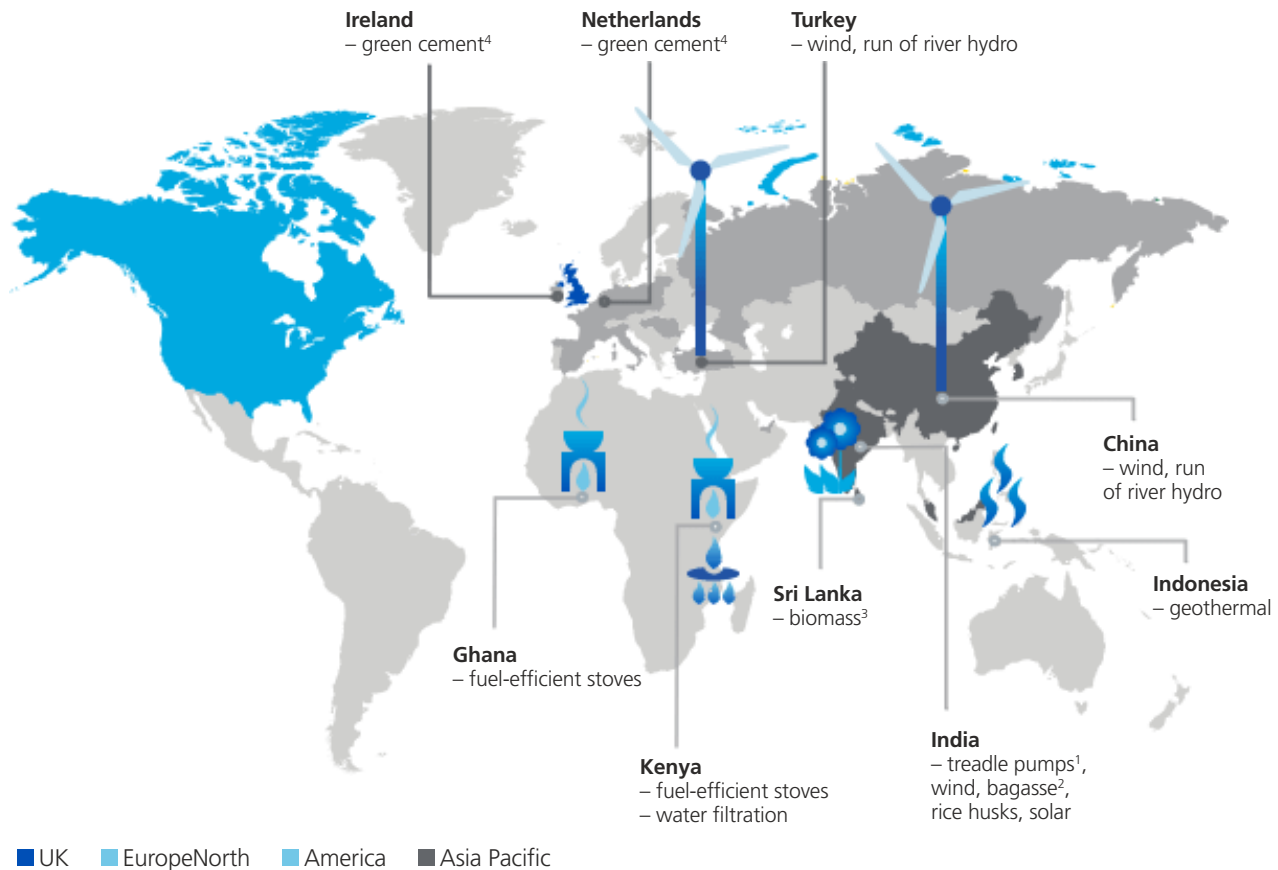 Ireland
– green cement⁴
Netherlands
– green cement⁴
Turkey
– wind, run of river hydro
China
– wind, run
of river hydro
Indonesia
– geothermal
Sri Lanka
– biomass³
Ghana
– fuel-efficient stoves
India
– treadle pumps¹,
wind, bagasse²,
rice husks, solar
Kenya
– fuel-efficient stoves
– water filtration
UK EuropeNorth America Asia Pacific